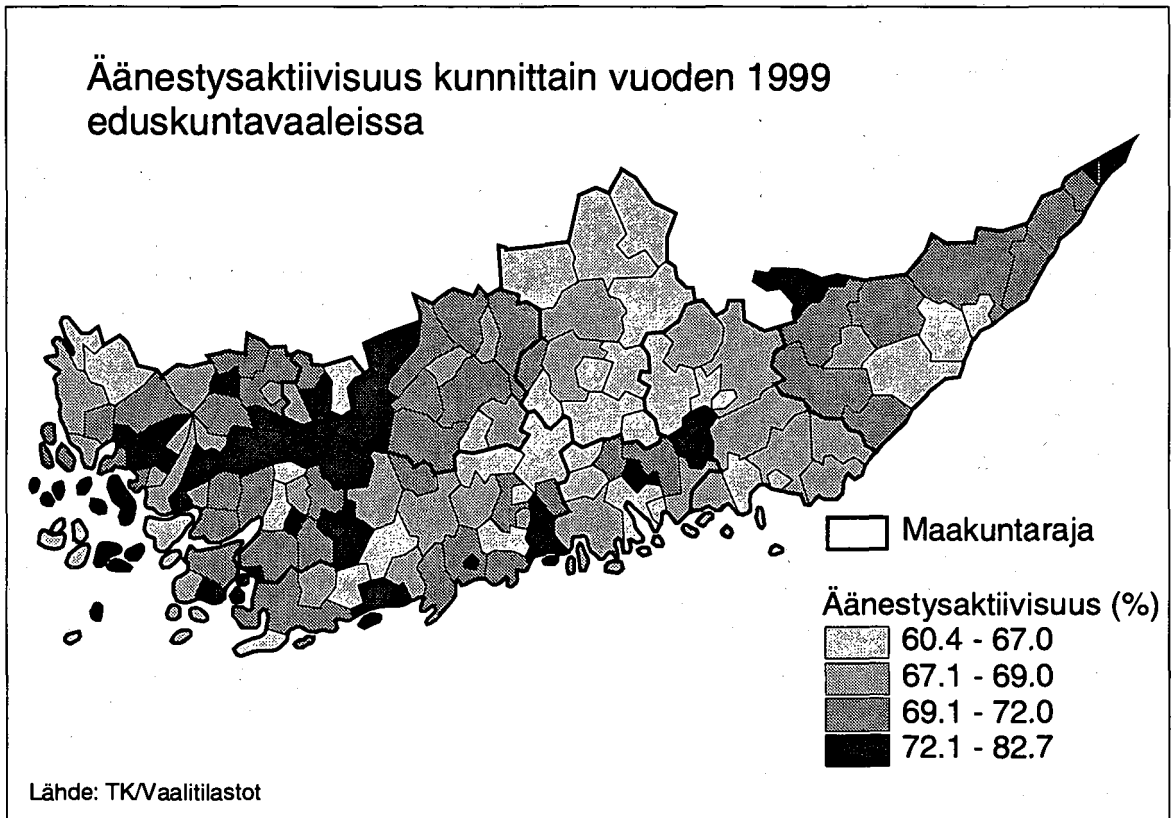 Äänestysaktiivisuus kunnittain vuoden 1999
eduskuntavaaleissa
Maakuntaraja
Äänestysaktiivisuus (%)
60.4 - 67.0
67.1 - 69.0
69.1 - 72.0
72.1 - 82.7
Lähde: TK/Vaalitilastot